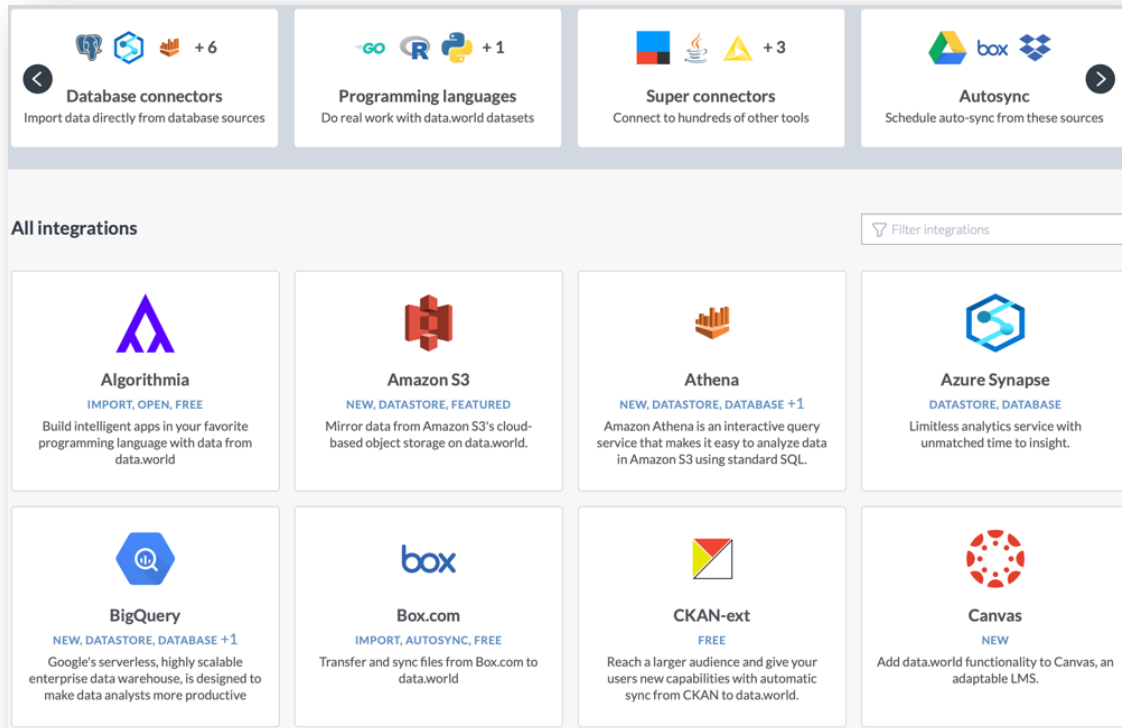 + 6
GO R + 1
+ 3
box
Database connectors
Import data directly from database sources
Programming languages
Do real work with data.world datasets
Super connectors
Connect to hundreds of other tools
Autosync
Schedule auto-sync from these sources
All integrations
Filter integrations
Algorithmia
IMPORT, OPEN, FREE
Build intelligent apps in your favorite
programming language with data from
data.world
Amazon S3
NEW, DATASTORE, FEATURED
Mirror data from Amazon S3's cloud-
based object storage on data.world.
Athena
NEW, DATASTORE, DATABASE +1
Amazon Athena is an interactive query
service that makes it easy to analyze data
in Amazon S3 using standard SQL.
Azure Synapse
DATASTORE, DATABASE
Limitless analytics service with
unmatched time to insight.
BigQuery
NEW, DATASTORE, DATABASE +1
Google's serverless, highly scalable
enterprise data warehouse, is designed to
make data analysts more productive
box
Box.com
IMPORT, AUTOSYNC, FREE
Transfer and sync files from Box.com to
data.world
CKAN-ext
FREE
Reach a larger audience and give your
users new capabilities with automatic
sync from CKAN to data.world.
Canvas
NEW
Add data.world functionality to Canvas, an
adaptable LMS.